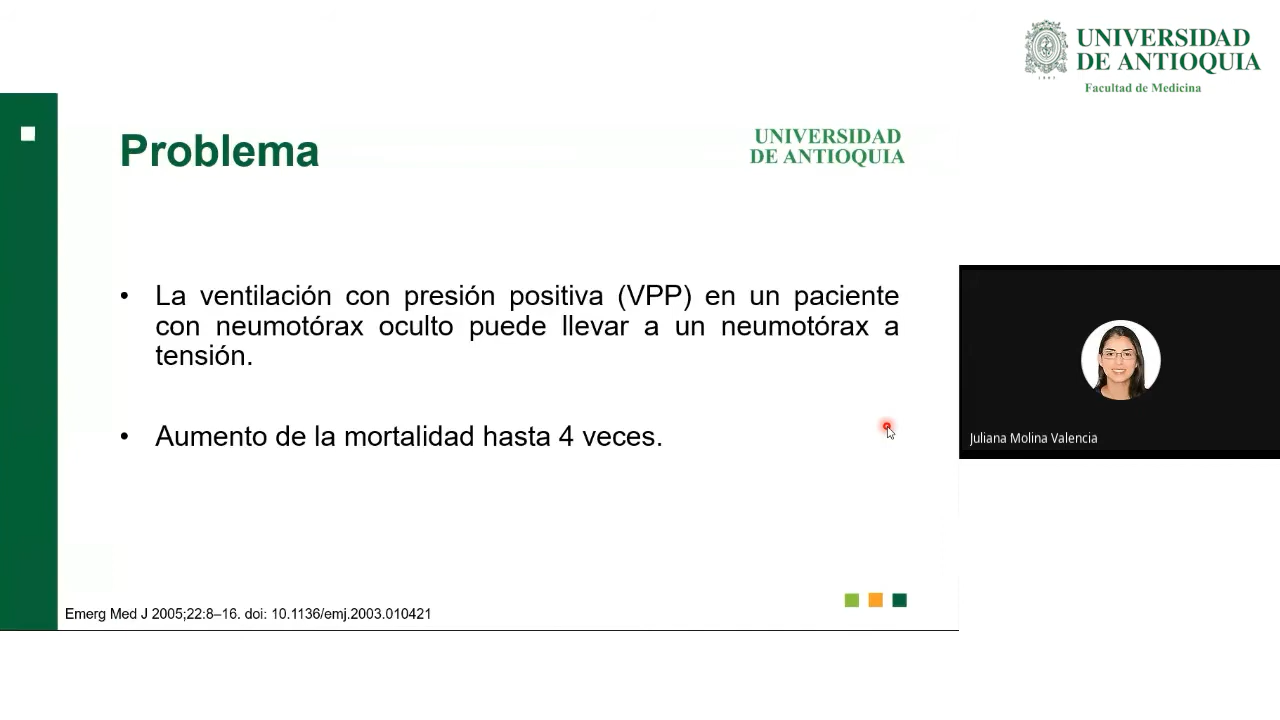 UNIVERSIDAD
DE ANTIOQUIA
Facultad de Medicina
Problema
UNIVERSIDAD
DE ANTIOQUIA
• La ventilación con presión positiva (VPP) en un paciente
con neumotórax oculto puede llevar a un neumotórax a
tensión.
• Aumento de la mortalidad hasta 4 veces.
Juliana Molina Valencia
Emerg Med J 2005;22:8–16. doi: 10.1136/emj.2003.010421